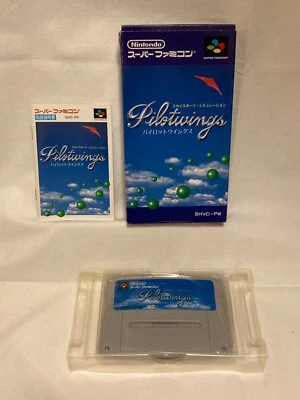 Nintendo
スーパーファミコン
SUPER FAMICOM
スカイスポーツ・シミュレーション
Pilotwings
パイロットウイングス
SHVC-PW
スーパーファミコン
取扱説明書
SHVC-PW
Pilotwings
パイロットウイングス
Nintendo
スーパーファミコン
Pilotwings